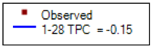 Observed
1-28 TPC = -0.15